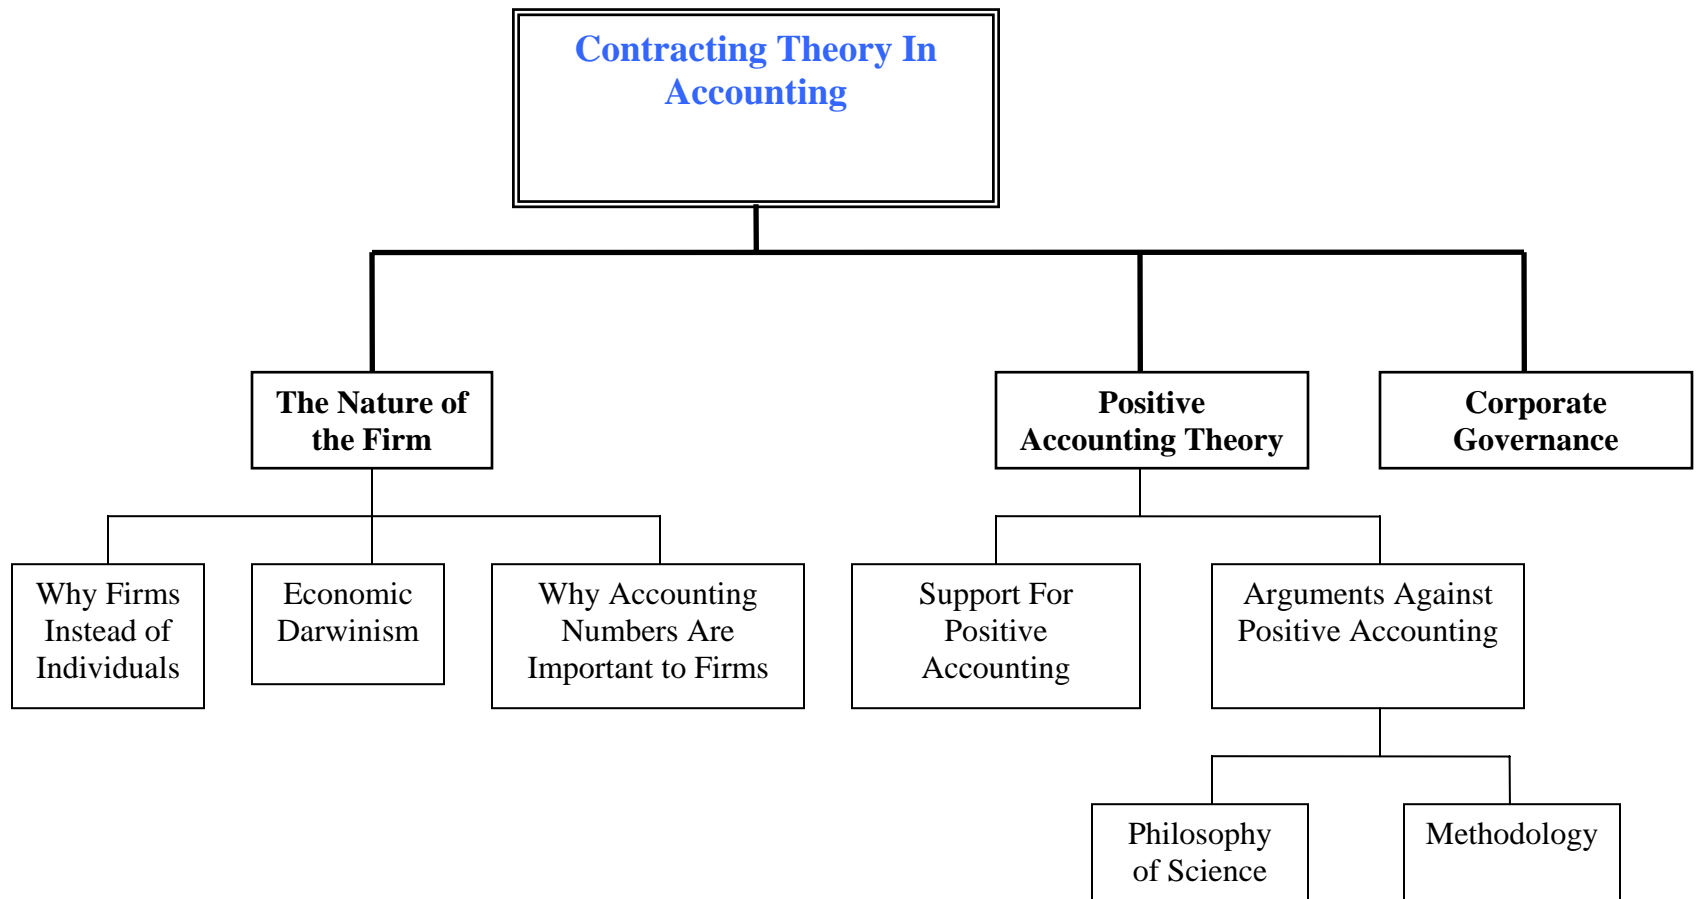 Contracting Theory In
Accounting
The Nature of
the Firm
Positive
Accounting Theory
Corporate
Governance
Why Firms
Instead of
Individuals
Economic
Darwinism
Why Accounting
Numbers Are
Important to Firms
Support For
Positive
Accounting
Arguments Against
Positive Accounting
Philosophy
of Science
Methodology